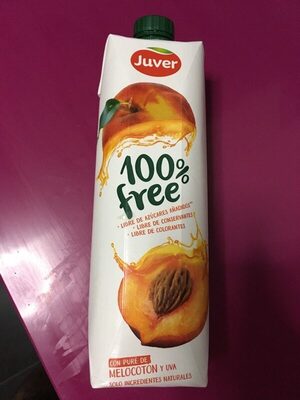 Juver
100%
free
• LIBRE DE AZÚCARES AÑADIDOS
• LIBRE DE CONSERVANTES
• LIBRE DE COLORANTES
CON PURÉ DE
MELOCOTÓN Y UVA
SOLO INGREDIENTES NATURALES